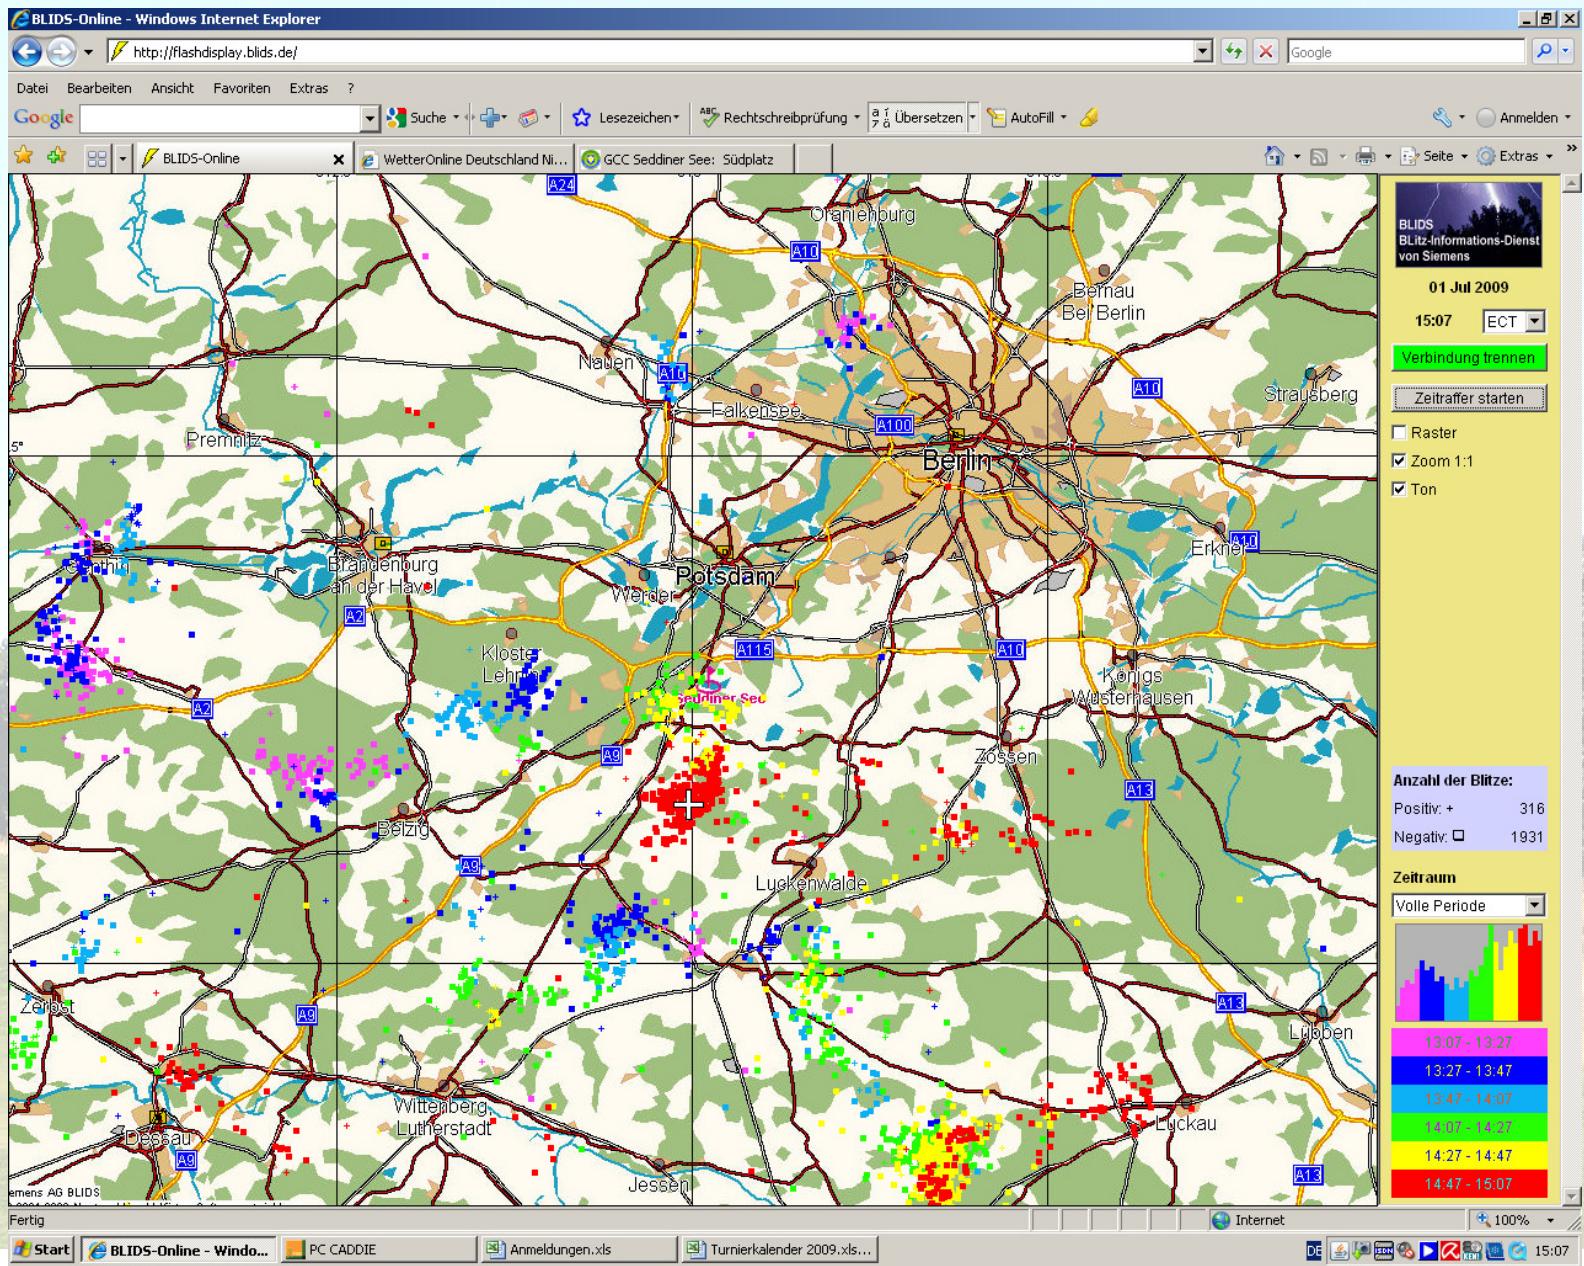 BLIDS-Online - Windows Internet Explorer
http://flashdisplay.blids.de/
Google
Datei Bearbeiten Ansicht Favoriten Extras ?
Google Suche Lesezeichen Rechtschreibprüfung Übersetzen AutoFill Anmelden
BLIDS-Online
WetterOnline Deutschland Ni...
GCC Seddiner See: Südplatz
Seite Extras
A24
Oranienburg
A10
Bernau
Bei Berlin
Nauen
A10
A10
Strausberg
Falkensee
A100
Premnitz
Berlin
Erkner
A10
Genthin
Brandenburg
an der Havel
Potsdam
Werder
A2
Kloster
Lehnin
A115
A10
Königs
Wusterhausen
Seddiner See
A2
A9
Zossen
A13
Belzig
A9
Luckenwalde
Zerbst
A9
A13
Lübben
Wittenberg,
Lutherstadt
Luckau
Dessau
A9
Jessen
A13
emens AG BLIDS
BLIDS
BLitz-Informations-Dienst
von Siemens
01 Jul 2009
15:07 ECT
Verbindung trennen
Zeitraffer starten
Raster
Zoom 1:1
Ton
Anzahl der Blitze:
Positiv: + 316
Negativ: 1931
Zeitraum
Volle Periode
13:07 - 13:27
13:27 - 13:47
13:47 - 14:07
14:07 - 14:27
14:27 - 14:47
14:47 - 15:07
Fertig
Internet
100%
Start
BLIDS-Online - Windo...
PC CADDIE
Anmeldungen.xls
Turnierkalender 2009.xls...
DE
15:07